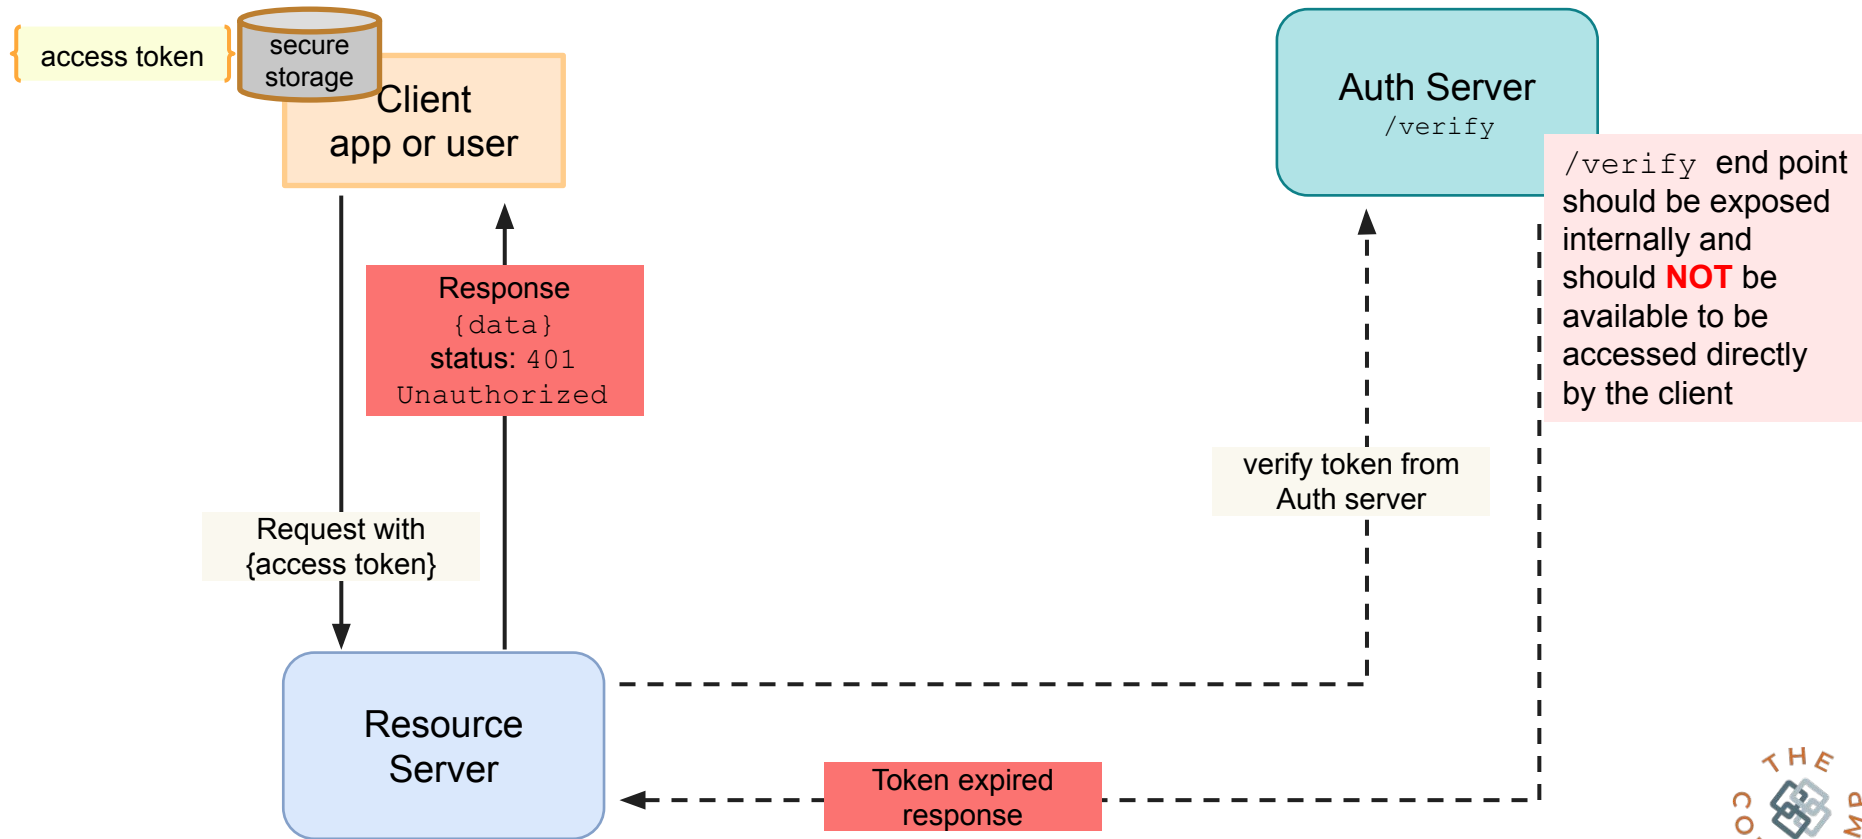 access token
secure
storage
Client
app or user
Auth Server
/verify
/verify end point
should be exposed
internally and
should NOT be
available to be
accessed directly
by the client
Response
{data}
status: 401
Unauthorized
verify token from
Auth server
Request with
{access token}
Resource
Server
Token expired
response
THE